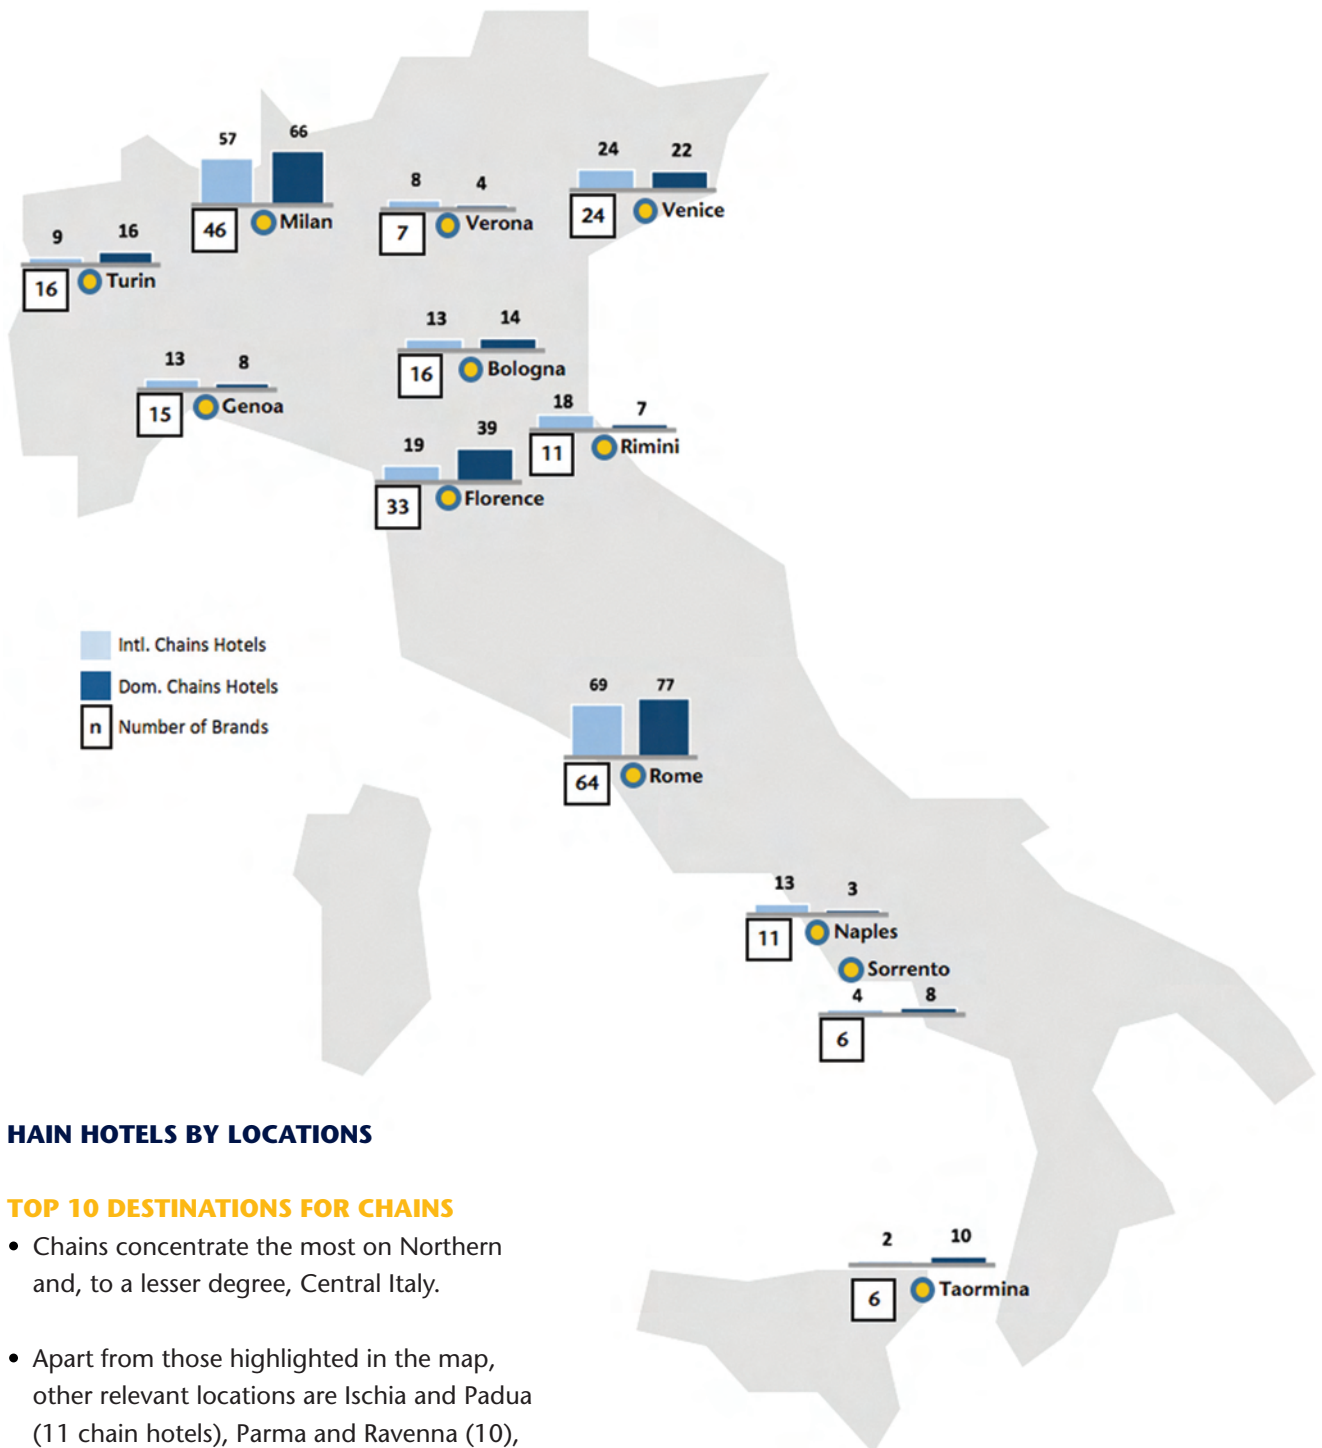 57
66
46
Milan
8
4
7
Verona
24
22
24
Venice
9
16
16
Turin
13
14
16
Bologna
13
8
15
Genoa
18
7
11
Rimini
19
39
33
Florence
Intl. Chains Hotels
Dom. Chains Hotels
n Number of Brands
69
77
64
Rome
13
3
11
Naples
Sorrento
4
8
6
HAIN HOTELS BY LOCATIONS
TOP 10 DESTINATIONS FOR CHAINS
• Chains concentrate the most on Northern
and, to a lesser degree, Central Italy.
2
10
6
Taormina
• Apart from those highlighted in the map,
other relevant locations are Ischia and Padua
(11 chain hotels), Parma and Ravenna (10),